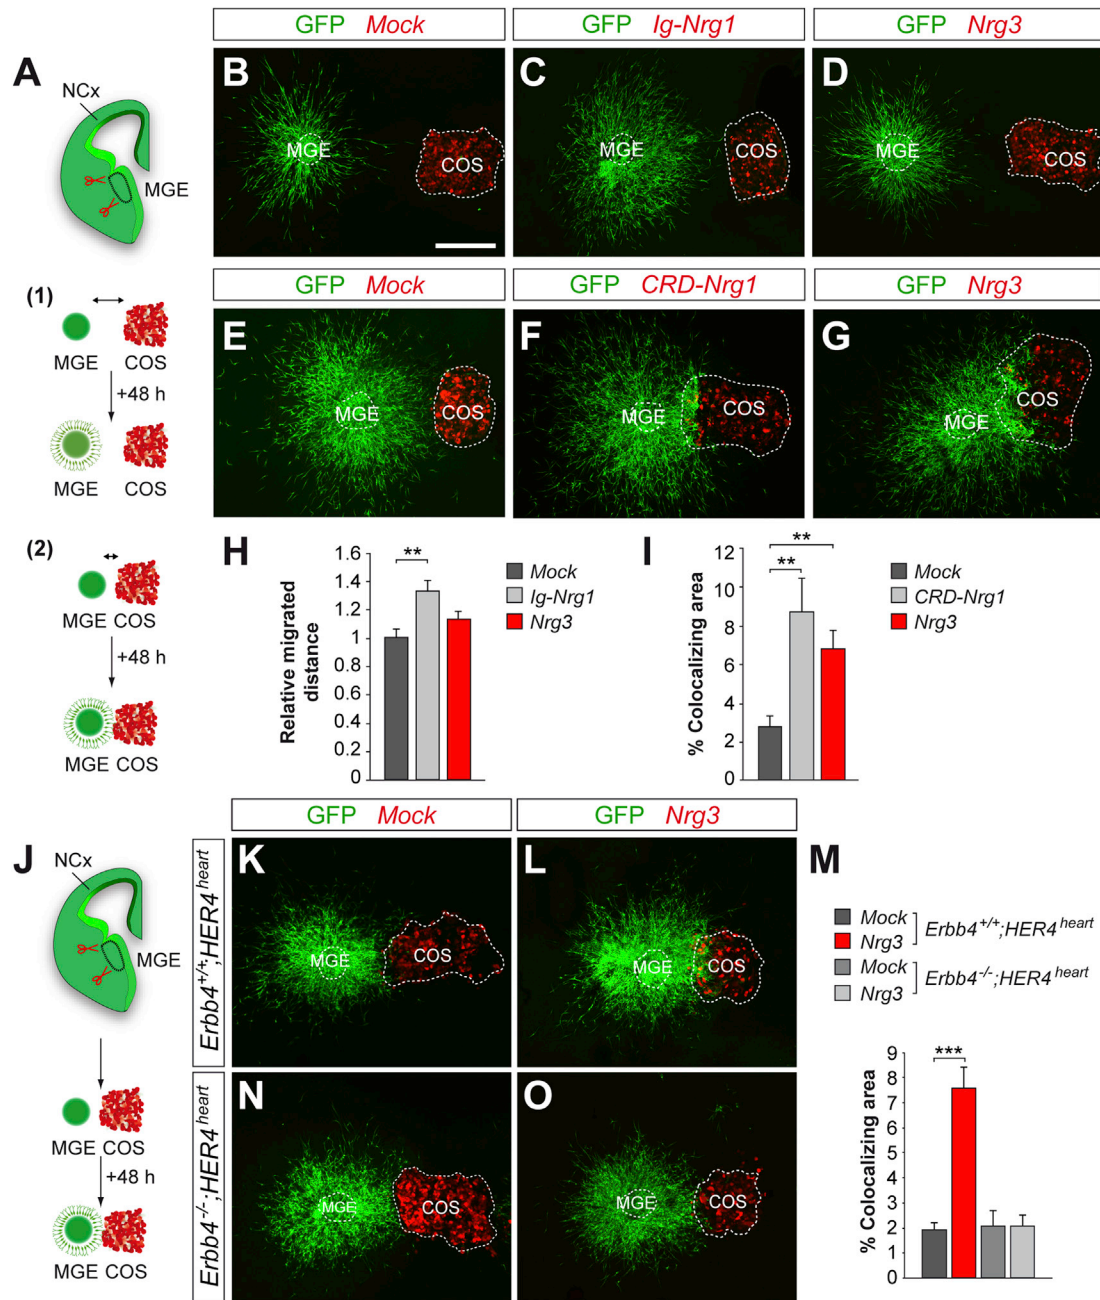 GFP Mock
Ig-Nrg1
GFP Nrg3
A
NCx
MGE
B
MGE
COS
C
MGE
COS
D
MGE
COS
(1)
MGE COS
+48 h
MGE COS
GFP Mock
GFP CRD-Nrg1
GFP Nrg3
E
MGE
COS
F
MGE
COS
G
MGE
COS
(2)
MGE COS
+48 h
MGE COS
H
Relative migrated distance
1.6
1.4
1.2
1
0.8
0.6
0.4
0.2
0
**
Mock
Ig-Nrg1
Nrg3
I
% Colocalizing area
12
10
8
6
4
2
0
**
**
Mock
CRD-Nrg1
Nrg3
GFP Mock
GFP Nrg3
J
NCx
MGE
MGE COS
+48 h
MGE COS
Erbb4+/+;HER4heart
K
MGE
COS
L
MGE
COS
Erbb4-/-;HER4heart
N
MGE
COS
O
MGE
COS
M
Mock
Nrg3
Erbb4+/+;HER4heart
Mock
Nrg3
Erbb4-/-;HER4heart
% Colocalizing area
9
8
7
6
5
4
3
2
1
0
***